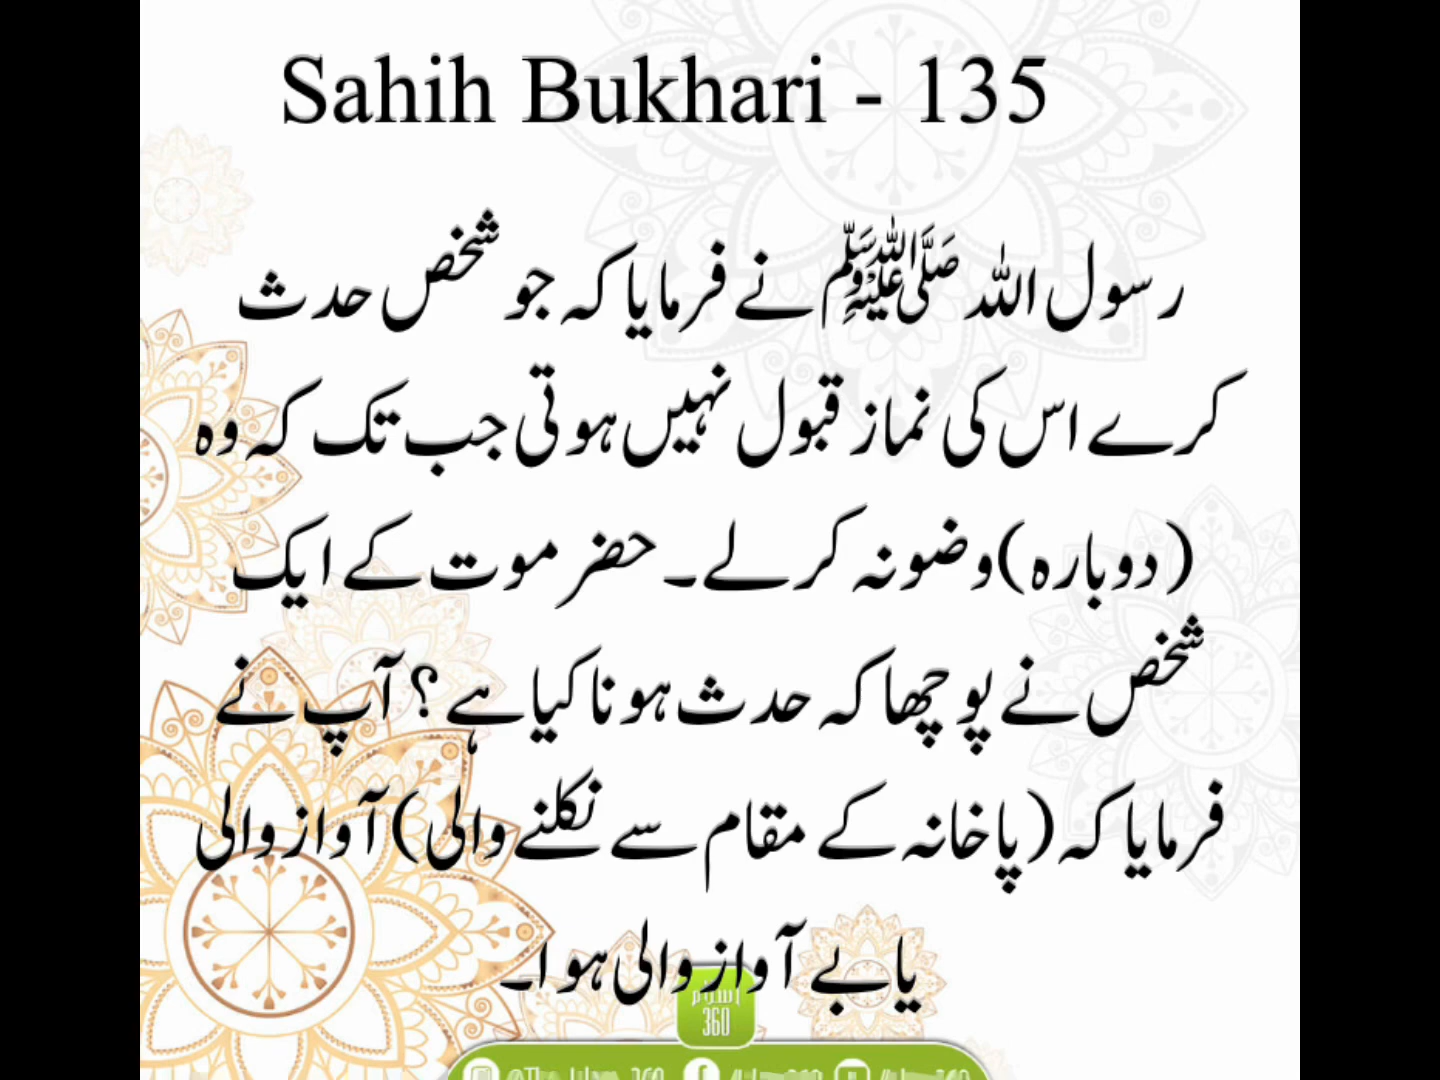 Sahih Bukhari - 135
رسول اللہ ﷺ نے فرمایا کہ جو شخص حدث
کرے اس کی نماز قبول نہیں ہوتی جب تک کہ وہ
(دوبارہ) وضو نہ کر لے۔ حضر موت کے ایک
شخص نے پوچھا کہ حدث ہونا کیا ہے؟ آپ نے
فرمایا کہ (پاخانہ کے مقام سے نکلنے والی) آواز والی
یا بے آواز والی ہوا۔
360